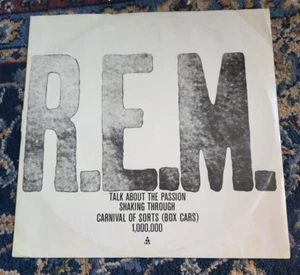 R.E.M.
TALK ABOUT THE PASSION
SHAKING THROUGH
CARNIVAL OF SORTS (BOX CARS)
1,000,000